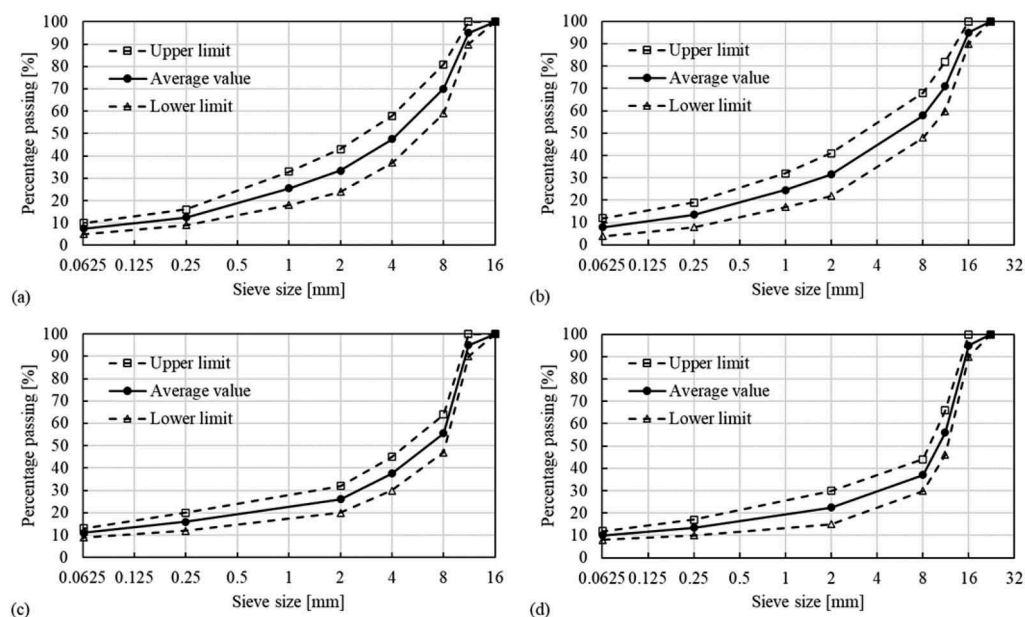 100
90
80
70
60
50
40
30
20
10
0
Percentage passing [%]
Upper limit
Average value
Lower limit
0.0625 0.125 0.25 0.5 1 2 4 8 16
Sieve size [mm]
(a)
100
90
80
70
60
50
40
30
20
10
0
Percentage passing [%]
Upper limit
Average value
Lower limit
0.0625 0.125 0.25 0.5 1 2 4 8 16 32
Sieve size [mm]
(b)
100
90
80
70
60
50
40
30
20
10
0
Percentage passing [%]
Upper limit
Average value
Lower limit
0.0625 0.125 0.25 0.5 1 2 4 8 16
Sieve size [mm]
(c)
100
90
80
70
60
50
40
30
20
10
0
Percentage passing [%]
Upper limit
Average value
Lower limit
0.0625 0.125 0.25 0.5 1 2 4 8 16 32
Sieve size [mm]
(d)